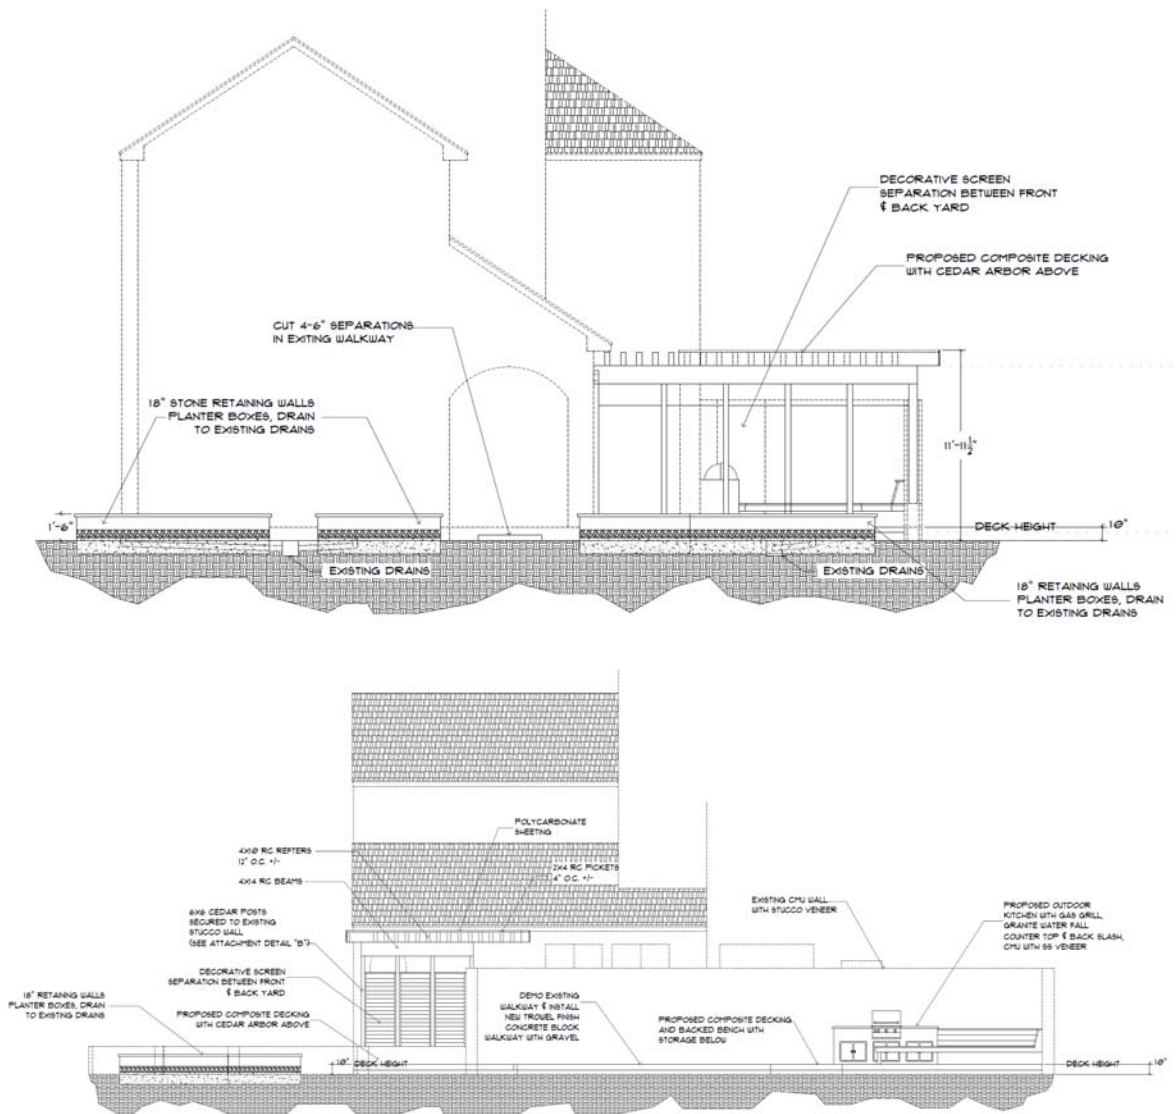 DECORATIVE SCREEN
SEPARATION BETWEEN FRONT
& BACK YARD
PROPOSED COMPOSITE DECKING
WITH CEDAR ARBOR ABOVE
CUT 4-6" SEPARATIONS
IN EXITING WALKWAY
18" STONE RETAINING WALLS
PLANTER BOXES, DRAIN
TO EXISTING DRAINS
11'-11½"
1'-6"
DECK HEIGHT
10"
EXISTING DRAINS
EXISTING DRAINS
18" RETAINING WALLS
PLANTER BOXES, DRAIN
TO EXISTING DRAINS
POLYCARBONATE
SHEETING
4X10 RC REFTERS
12" O.C. +/-
2X4 RC PICKETS
4" O.C. +/-
4X14 RC BEAMS
6X6 CEDAR POSTS
SECURED TO EXISTING
STUCCO WALL
(SEE ATTACHMENT DETAIL "B")
EXISTING CMU WALL
WITH STUCCO VENEER
PROPOSED OUTDOOR
KITCHEN WITH GAS GRILL,
GRANITE WATER FALL
COUNTER TOP & BACK SLASH,
CMU WITH SS VENEER
DECORATIVE SCREEN
SEPARATION BETWEEN FRONT
& BACK YARD
18" RETANING WALLS
PLANTER BOXES, DRAIN
TO EXISTING DRAINS
PROPOSED COMPOSITE DECKING
WITH CEDAR ARBOR ABOVE
DEMO EXISTING
WALKWAY & INSTALL
NEW TROWEL FINISH
CONCRETE BLOCK
WALKWAY WITH GRAVEL
PROPOSED COMPOSITE DECKING
AND BACKED BENCH WITH
STORAGE BELOW
10" DECK HEIGHT
DECK HEIGHT
10"